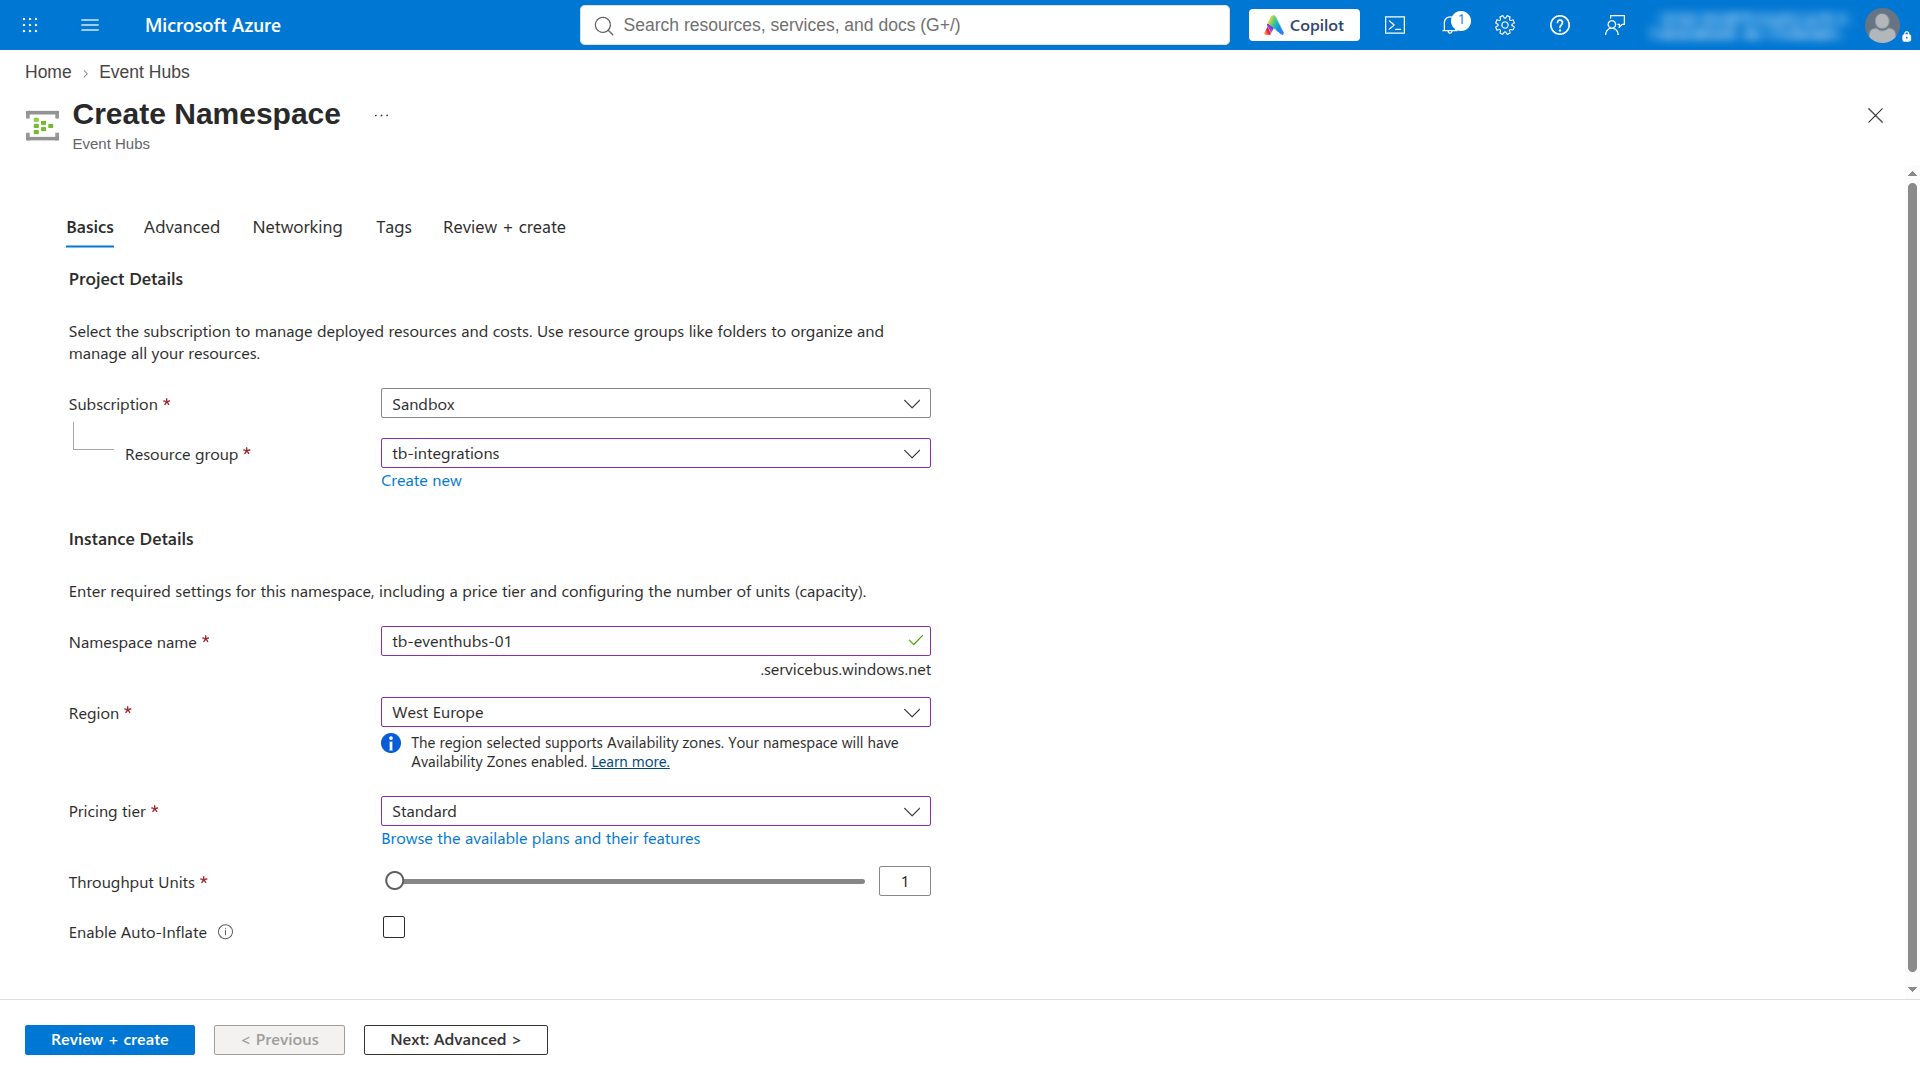 Microsoft Azure
Search resources, services, and docs (G+/)
Copilot
1
Home > Event Hubs
Create Namespace ...
Event Hubs
Basics Advanced Networking Tags Review + create
Project Details
Select the subscription to manage deployed resources and costs. Use resource groups like folders to organize and
manage all your resources.
Subscription * Sandbox
Resource group * tb-integrations
Create new
Instance Details
Enter required settings for this namespace, including a price tier and configuring the number of units (capacity).
Namespace name * tb-eventhubs-01
.servicebus.windows.net
Region * West Europe
The region selected supports Availability zones. Your namespace will have
Availability Zones enabled. Learn more.
Pricing tier * Standard
Browse the available plans and their features
Throughput Units * 1
Enable Auto-Inflate
Review + create < Previous Next: Advanced >